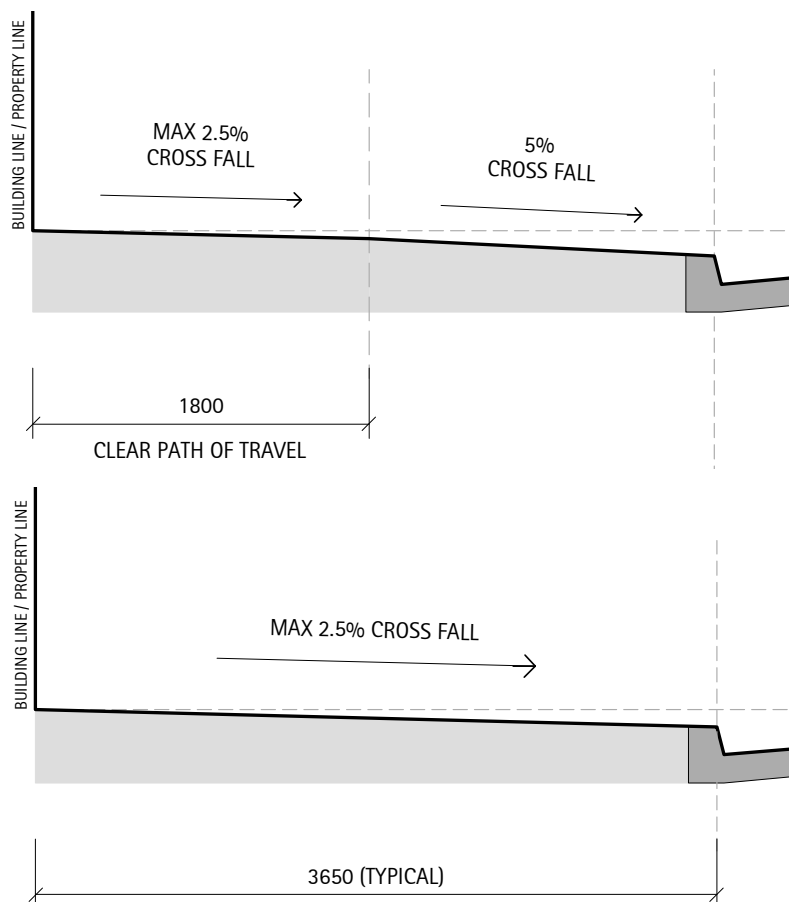 BUILDING LINE / PROPERTY LINE
MAX 2.5%
CROSS FALL
5%
CROSS FALL
1800
CLEAR PATH OF TRAVEL
BUILDING LINE / PROPERTY LINE
MAX 2.5% CROSS FALL
3650 (TYPICAL)